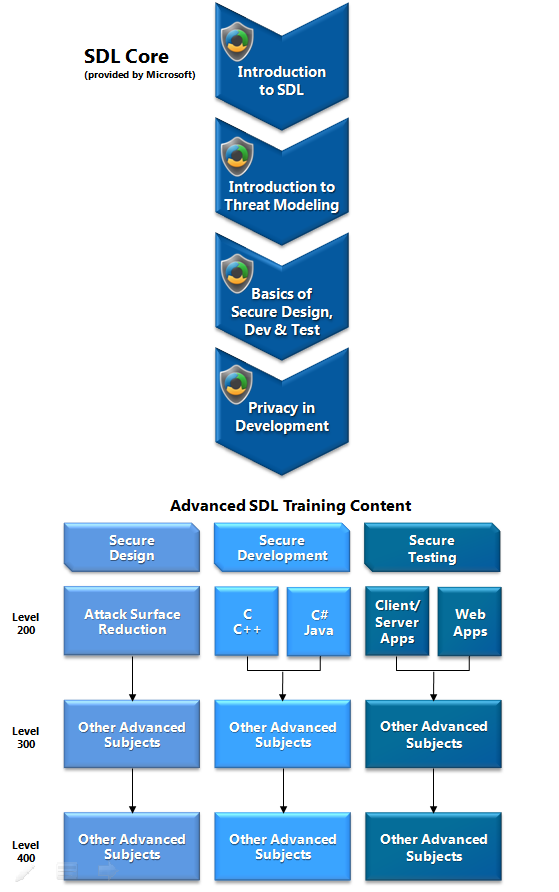 SDL Core
(provided by Microsoft)
Introduction
to SDL
Introduction to
Threat Modeling
Basics of
Secure Design,
Dev & Test
Privacy in
Development
Advanced SDL Training Content
Secure
Design
Secure
Development
Secure
Testing
Level
200
Attack Surface
Reduction
C
C++
C#
Java
Client/
Server
Apps
Web
Apps
Level
300
Other Advanced
Subjects
Other Advanced
Subjects
Other Advanced
Subjects
Level
400
Other Advanced
Subjects
Other Advanced
Subjects
Other Advanced
Subjects